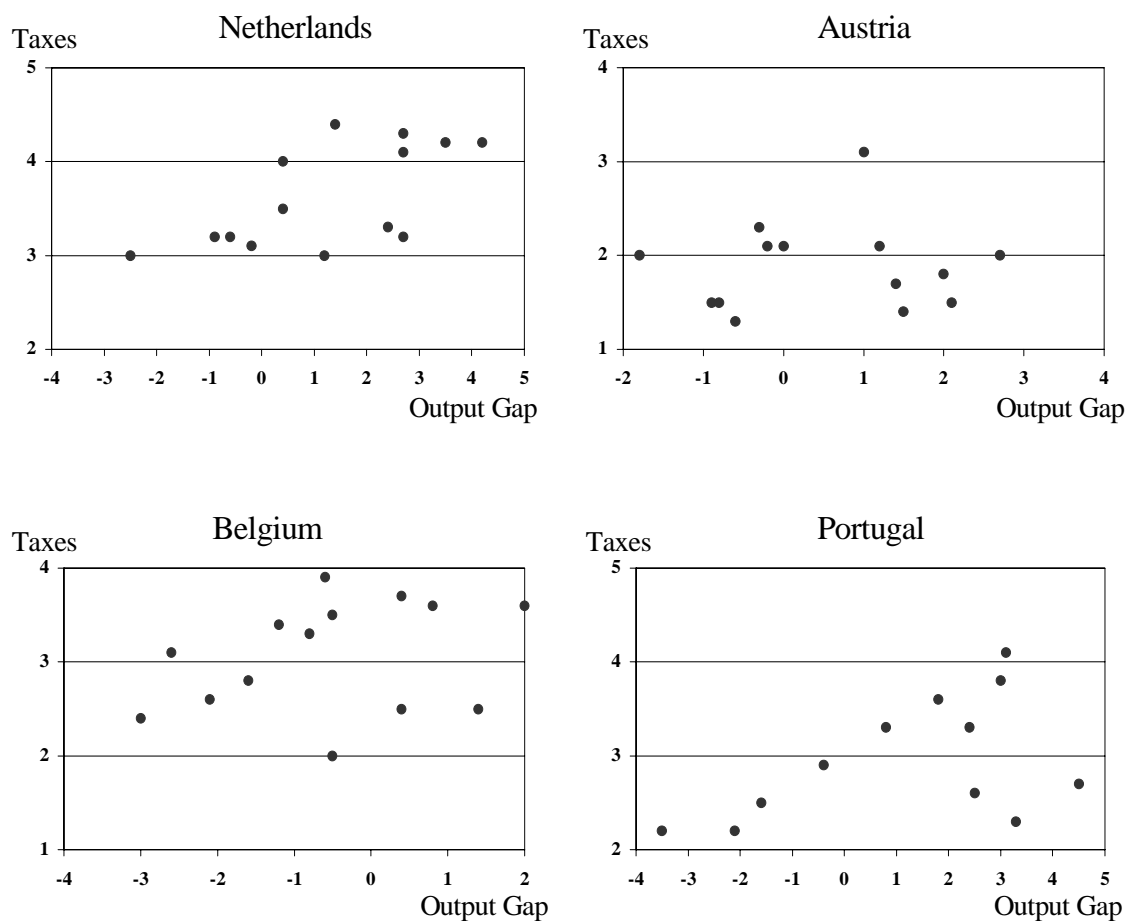 Netherlands
Taxes
5
4
3
2
-4 -3 -2 -1 0 1 2 3 4 5
Output Gap
Austria
Taxes
4
3
2
1
-2 -1 0 1 2 3 4
Output Gap
Belgium
Taxes
4
3
2
1
-4 -3 -2 -1 0 1 2
Output Gap
Portugal
Taxes
5
4
3
2
-4 -3 -2 -1 0 1 2 3 4 5
Output Gap